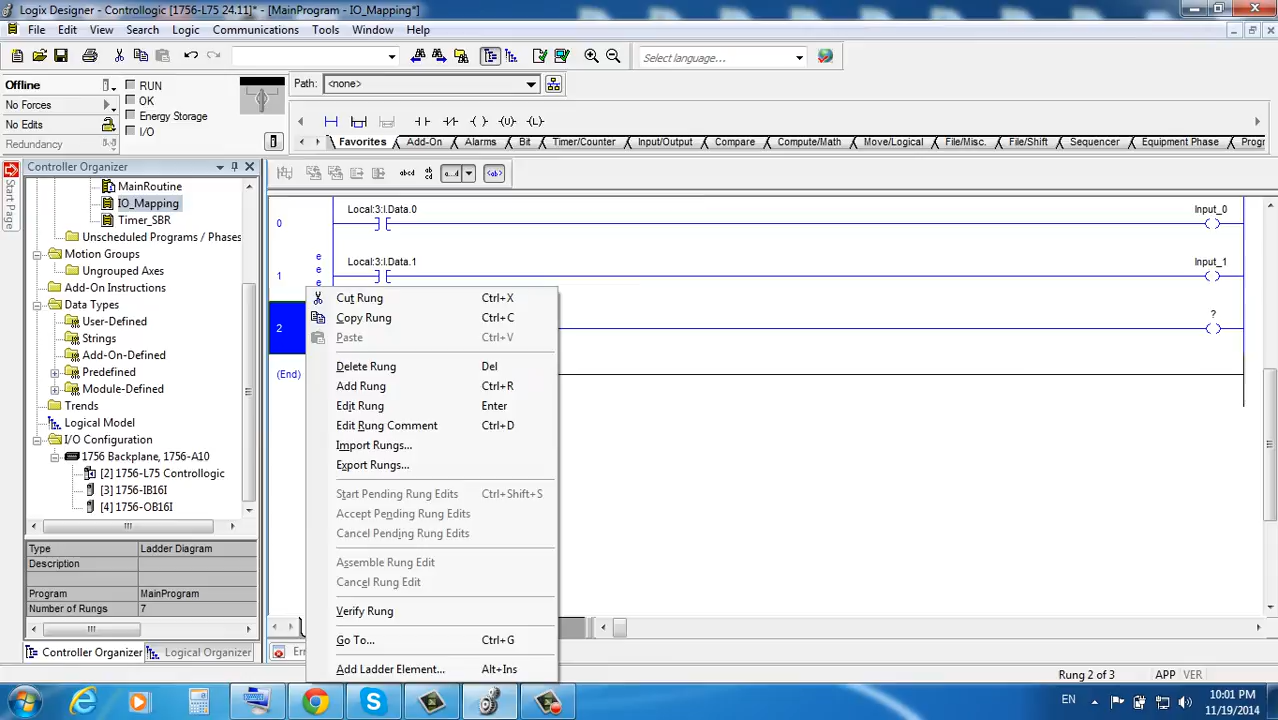 Logix Designer - Controllogic [1756-L75 24.11]* - [MainProgram - IO_Mapping*]
File Edit View Search Logic Communications Tools Window Help
Select language...
Offline
No Forces
No Edits
Redundancy
RUN
OK
Energy Storage
I/O
Path: <none>
Favorites Add-On Alarms Bit Timer/Counter Input/Output Compare Compute/Math Move/Logical File/Misc. File/Shift Sequencer Equipment Phase Progr
Controller Organizer
Start Page
MainRoutine
IO_Mapping
Timer_SBR
Unscheduled Programs / Phases
Motion Groups
Ungrouped Axes
Add-On Instructions
Data Types
User-Defined
Strings
Add-On-Defined
Predefined
Module-Defined
Trends
Logical Model
I/O Configuration
1756 Backplane, 1756-A10
[2] 1756-L75 Controllogic
[3] 1756-IB16I
[4] 1756-OB16I
Type Ladder Diagram
Description
Program MainProgram
Number of Rungs 7
Controller Organizer Logical Organizer
abcd ab cd a...d <ab>
0 Local:3:I.Data.0 Input_0
1 Local:3:I.Data.1 Input_1
e
e
e
2 ?
(End)
Cut Rung Ctrl+X
Copy Rung Ctrl+C
Paste Ctrl+V
Delete Rung Del
Add Rung Ctrl+R
Edit Rung Enter
Edit Rung Comment Ctrl+D
Import Rungs...
Export Rungs...
Start Pending Rung Edits Ctrl+Shift+S
Accept Pending Rung Edits
Cancel Pending Rung Edits
Assemble Rung Edit
Cancel Rung Edit
Verify Rung
Go To... Ctrl+G
Add Ladder Element... Alt+Ins
Rung 2 of 3 APP VER
EN 10:01 PM
11/19/2014